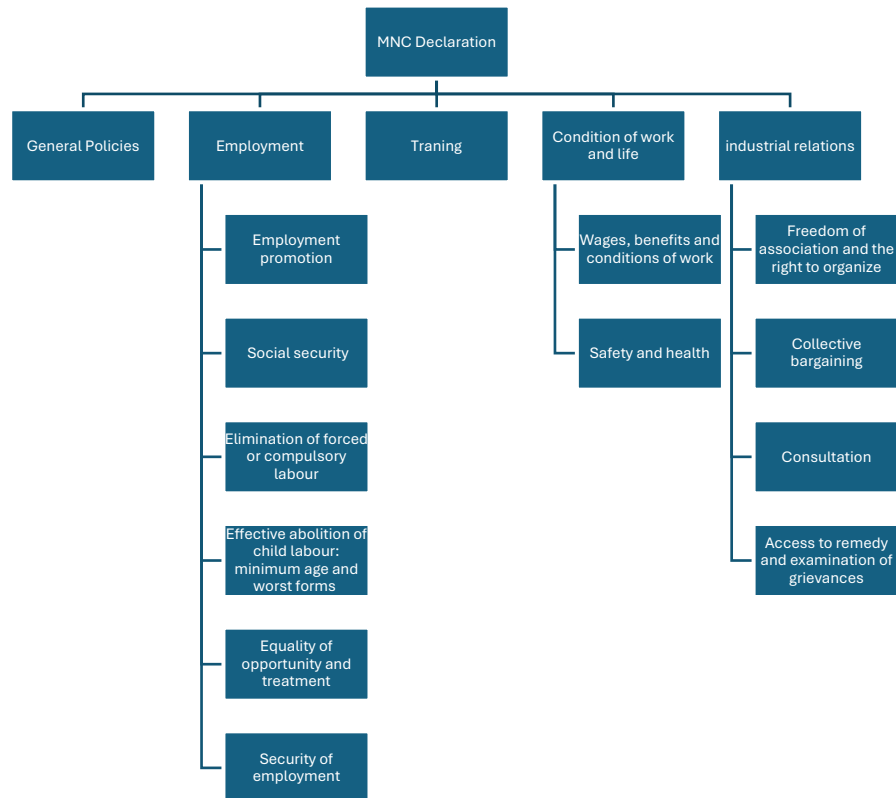 MNC Declaration
General Policies
Employment
Traning
Condition of work
and life
industrial relations
Employment
promotion
Social security
Elimination of forced
or compulsory
labour
Effective abolition of
child labour:
minimum age and
worst forms
Equality of
opportunity and
treatment
Security of
employment
Wages, benefits and
conditions of work
Safety and health
Freedom of
association and the
right to organize
Collective
bargaining
Consultation
Access to remedy
and examination of
grievances